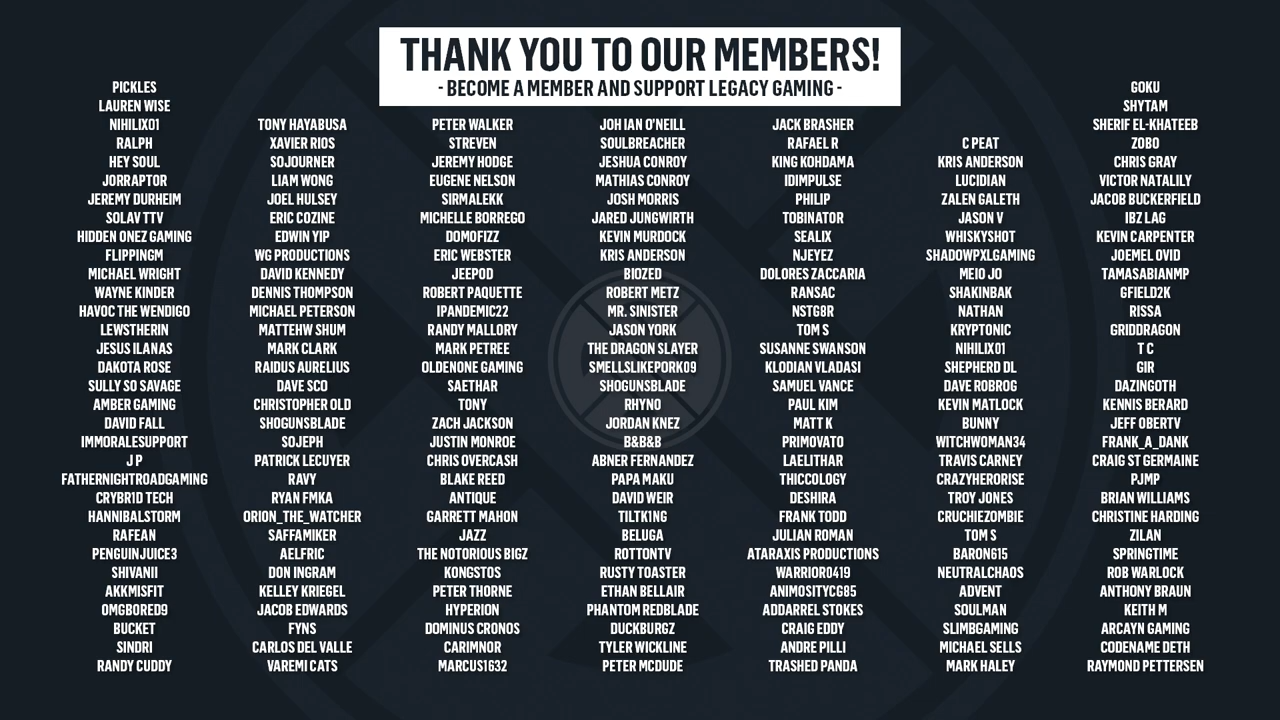 THANK YOU TO OUR MEMBERS!
- BECOME A MEMBER AND SUPPORT LEGACY GAMING -
PICKLES
LAUREN WISE
NIHILIX01
RALPH
HEY SOUL
JORRAPTOR
JEREMY DURHEIM
SOLAV TTV
HIDDEN ONEZ GAMING
FLIPPINGM
MICHAEL WRIGHT
WAYNE KINDER
HAVOC THE WENDIGO
LEWSTHERIN
JESUS ILANAS
DAKOTA ROSE
SULLY SO SAVAGE
AMBER GAMING
DAVID FALL
IMMORALESUPPORT
J P
FATHERNIGHTROADGAMING
CRYBR1D TECH
HANNIBALSTORM
RAFEAN
PENGUINJUICE3
SHIVANII
AKKMISFIT
OMGBORED9
BUCKET
SINDRI
RANDY CUDDY
TONY HAYABUSA
XAVIER RIOS
SOJOURNER
LIAM WONG
JOEL HULSEY
ERIC COZINE
EDWIN YIP
WG PRODUCTIONS
DAVID KENNEDY
DENNIS THOMPSON
MICHAEL PETERSON
MATTEHW SHUM
MARK CLARK
RAIDUS AURELIUS
DAVE SCO
CHRISTOPHER OLD
SHOGUNSBLADE
SOJEPH
PATRICK LECUYER
RAVY
RYAN FMKA
ORION_THE_WATCHER
SAFFAMIKER
AELFRIC
DON INGRAM
KELLEY KRIEGEL
JACOB EDWARDS
FYNS
CARLOS DEL VALLE
VAREMI CATS
PETER WALKER
STREVEN
JEREMY HODGE
EUGENE NELSON
SIRMALEKK
MICHELLE BORREGO
DOMOFIZZ
ERIC WEBSTER
JEEPOD
ROBERT PAQUETTE
IPANDEMIC22
RANDY MALLORY
MARK PETREE
OLDENONE GAMING
SAETHAR
TONY
ZACH JACKSON
JUSTIN MONROE
CHRIS OVERCASH
BLAKE REED
ANTIQUE
GARRETT MAHON
JAZZ
THE NOTORIOUS BIGZ
KONGSTOS
PETER THORNE
HYPERION
DOMINUS CRONOS
CARIMNOR
MARCUS1632
JOH IAN O'NEILL
SOULBREACHER
JESHUA CONROY
MATHIAS CONROY
JOSH MORRIS
JARED JUNGWIRTH
KEVIN MURDOCK
KRIS ANDERSON
BIOZED
ROBERT METZ
MR. SINISTER
JASON YORK
THE DRAGON SLAYER
SMELLSLIKEPORK09
SHOGUNSBLADE
RHYNO
JORDAN KNEZ
B&B&B
ABNER FERNANDEZ
PAPA MAKU
DAVID WEIR
TILTK1NG
BELUGA
ROTTONTV
RUSTY TOASTER
ETHAN BELLAIR
PHANTOM REDBLADE
DUCKBURGZ
TYLER WICKLINE
PETER MCDUDE
JACK BRASHER
RAFAEL R
KING KOHDAMA
IDIMPULSE
PHILIP
TOBINATOR
SEALIX
NJEYEZ
DOLORES ZACCARIA
RANSAC
NSTG8R
TOM S
SUSANNE SWANSON
KLODIAN VLADASI
SAMUEL VANCE
PAUL KIM
MATT K
PRIMOVATO
LAELITHAR
THICCOLOGY
DESHIRA
FRANK TODD
JULIAN ROMAN
ATARAXIS PRODUCTIONS
WARRIOR0419
ANIMOSITYCG85
ADDARREL STOKES
CRAIG EDDY
ANDRE PILLI
TRASHED PANDA
C PEAT
KRIS ANDERSON
LUCIDIAN
ZALEN GALETH
JASON V
WHISKYSHOT
SHADOWPXLGAMING
MEIO JO
SHAKINBAK
NATHAN
KRYPTONIC
NIHILIX01
SHEPHERD DL
DAVE ROBROG
KEVIN MATLOCK
BUNNY
WITCHWOMAN34
TRAVIS CARNEY
CRAZYHERORISE
TROY JONES
CRUCHIEZOMBIE
TOM S
BARON615
NEUTRALCHAOS
ADVENT
SOULMAN
SLIMBGAMING
MICHAEL SELLS
MARK HALEY
GOKU
SHYTAM
SHERIF EL-KHATEEB
ZOBO
CHRIS GRAY
VICTOR NATALILY
JACOB BUCKERFIELD
IBZ LAG
KEVIN CARPENTER
JOEMEL OVID
TAMASABIANMP
GFIELD2K
RISSA
GRIDDRAGON
T C
GIR
DAZINGOTH
KENNIS BERARD
JEFF OBERTV
FRANK_A_DANK
CRAIG ST GERMAINE
PJMP
BRIAN WILLIAMS
CHRISTINE HARDING
ZILAN
SPRINGTIME
ROB WARLOCK
ANTHONY BRAUN
KEITH M
ARCAYN GAMING
CODENAME DETH
RAYMOND PETTERSEN